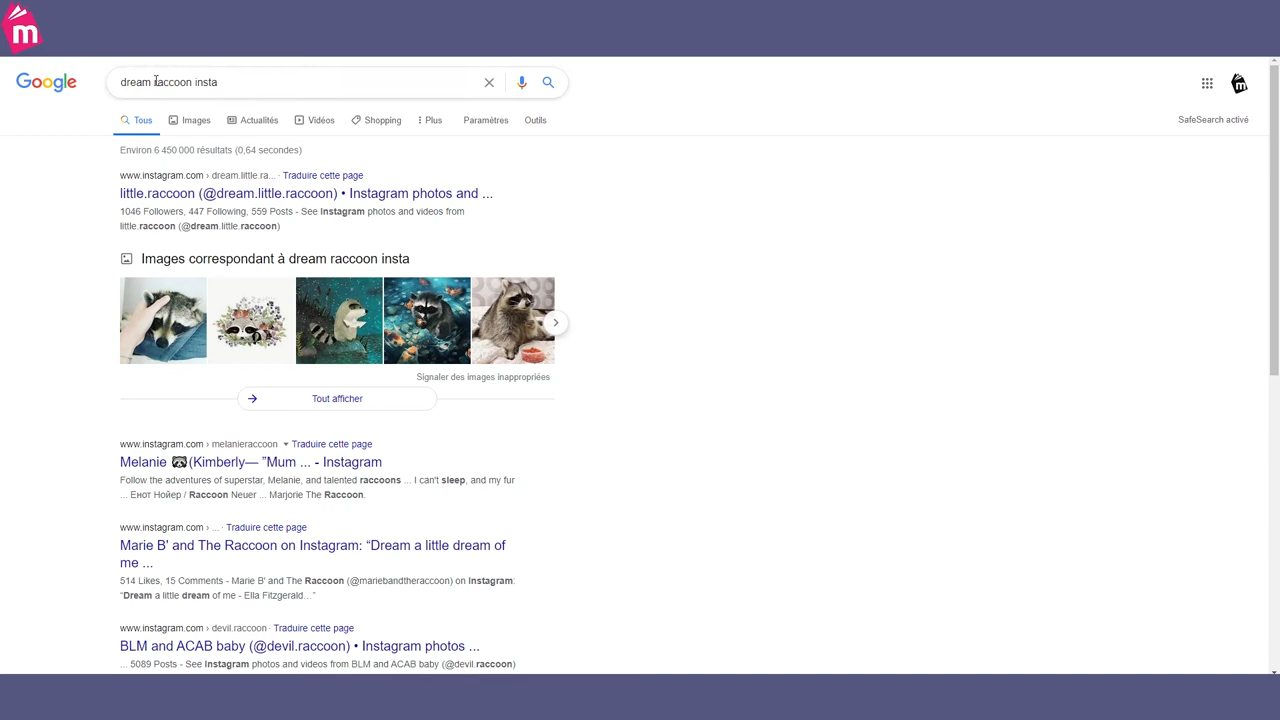 m
Google
dream raccoon insta
m
Tous
Images
Actualités
Vidéos
Shopping
Plus
Paramètres
Outils
SafeSearch activé
Environ 6 450 000 résultats (0,64 secondes)
www.instagram.com › dream.little.ra... · Traduire cette page
little.raccoon (@dream.little.raccoon) • Instagram photos and ...
1046 Followers, 447 Following, 559 Posts - See Instagram photos and videos from
little.raccoon (@dream.little.raccoon)
Images correspondant à dream raccoon insta
Signaler des images inappropriées
Tout afficher
www.instagram.com › melanieraccoon Traduire cette page
Melanie 🦝(Kimberly— ”Mum ... - Instagram
Follow the adventures of superstar, Melanie, and talented raccoons ... I can't sleep, and my fur
... Енот Нойер / Raccoon Neuer ... Marjorie The Raccoon.
www.instagram.com › ... · Traduire cette page
Marie B' and The Raccoon on Instagram: “Dream a little dream of
me ...
514 Likes, 15 Comments - Marie B' and The Raccoon (@mariebandtheraccoon) on Instagram:
“Dream a little dream of me - Ella Fitzgerald…”
www.instagram.com › devil.raccoon · Traduire cette page
BLM and ACAB baby (@devil.raccoon) • Instagram photos ...
... 5089 Posts - See Instagram photos and videos from BLM and ACAB baby (@devil.raccoon)